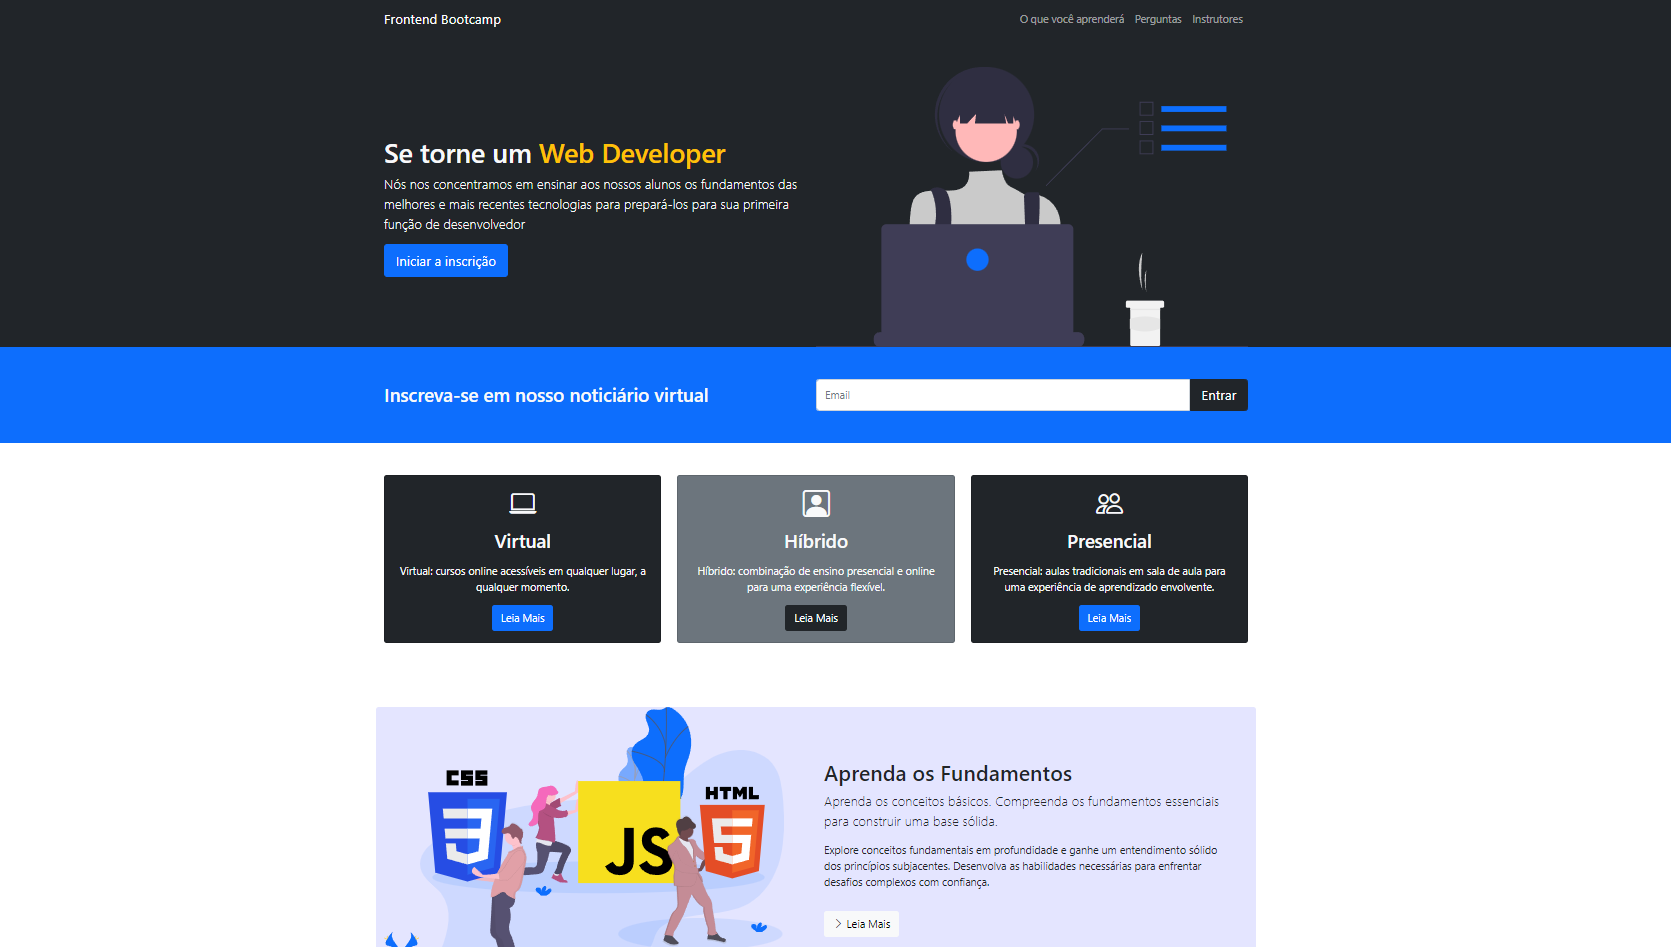 Frontend Bootcamp
O que você aprenderá Perguntas Instrutores
Se torne um Web Developer
Nós nos concentramos em ensinar aos nossos alunos os fundamentos das
melhores e mais recentes tecnologias para prepará-los para sua primeira
função de desenvolvedor
Iniciar a inscrição
Inscreva-se em nosso noticiário virtual
Email
Entrar
Virtual
Virtual: cursos online acessíveis em qualquer lugar, a
qualquer momento.
Leia Mais
Híbrido
Híbrido: combinação de ensino presencial e online
para uma experiência flexível.
Leia Mais
Presencial
Presencial: aulas tradicionais em sala de aula para
uma experiência de aprendizado envolvente.
Leia Mais
CSS
3
JS
HTML
5
Aprenda os Fundamentos
Aprenda os conceitos básicos. Compreenda os fundamentos essenciais
para construir uma base sólida.
Explore conceitos fundamentais em profundidade e ganhe um entendimento sólido
dos princípios subjacentes. Desenvolva as habilidades necessárias para enfrentar
desafios complexos com confiança.
Leia Mais